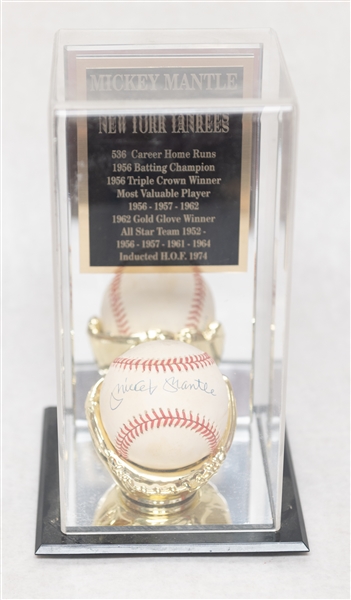 MICKEY MANTLE
NEW YORK YANKEES
536 Career Home Runs
1956 Batting Champion
1956 Triple Crown Winner
Most Valuable Player
1956 - 1957 - 1962
1962 Gold Glove Winner
All Star Team 1952 -
1956 - 1957 - 1961 - 1964
Inducted H.O.F. 1974
Mickey Mantle